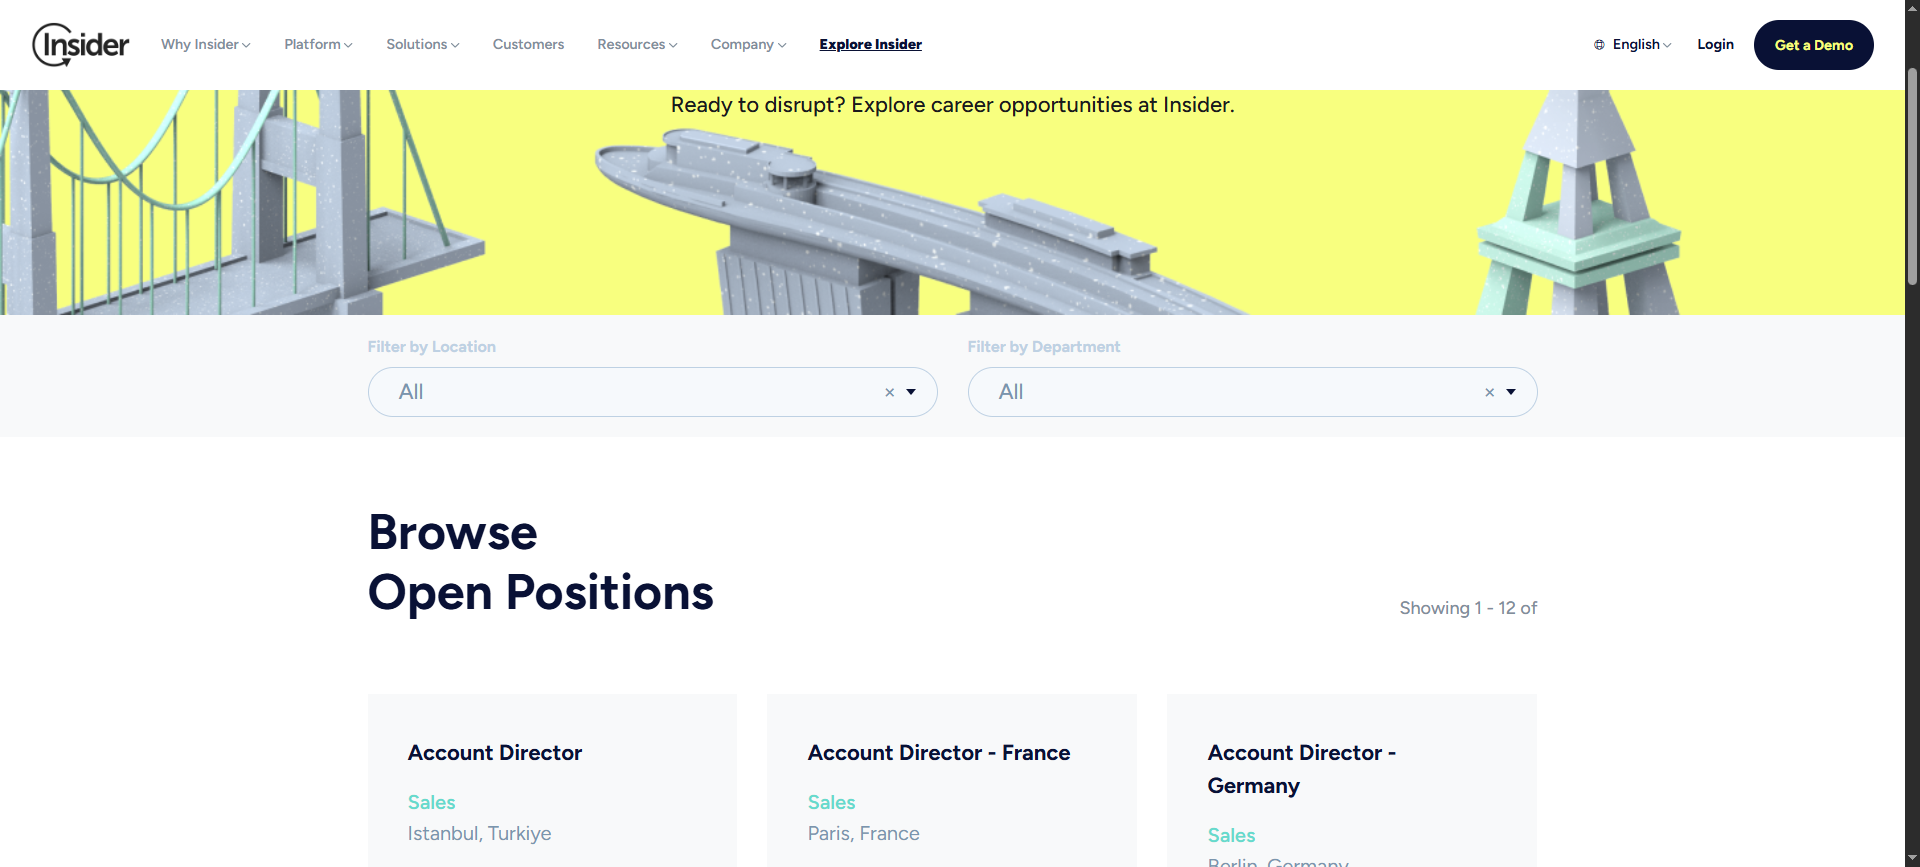 Insider
Why Insider
Platform
Solutions
Customers
Resources
Company
Explore Insider
English
Login
Get a Demo
Ready to disrupt? Explore career opportunities at Insider.
Filter by Location
Filter by Department
All
×
All
×
Browse
Open Positions
Showing 1 - 12 of
Account Director
Sales
Istanbul, Turkiye
Account Director - France
Sales
Paris, France
Account Director -
Germany
Sales
Berlin, Germany